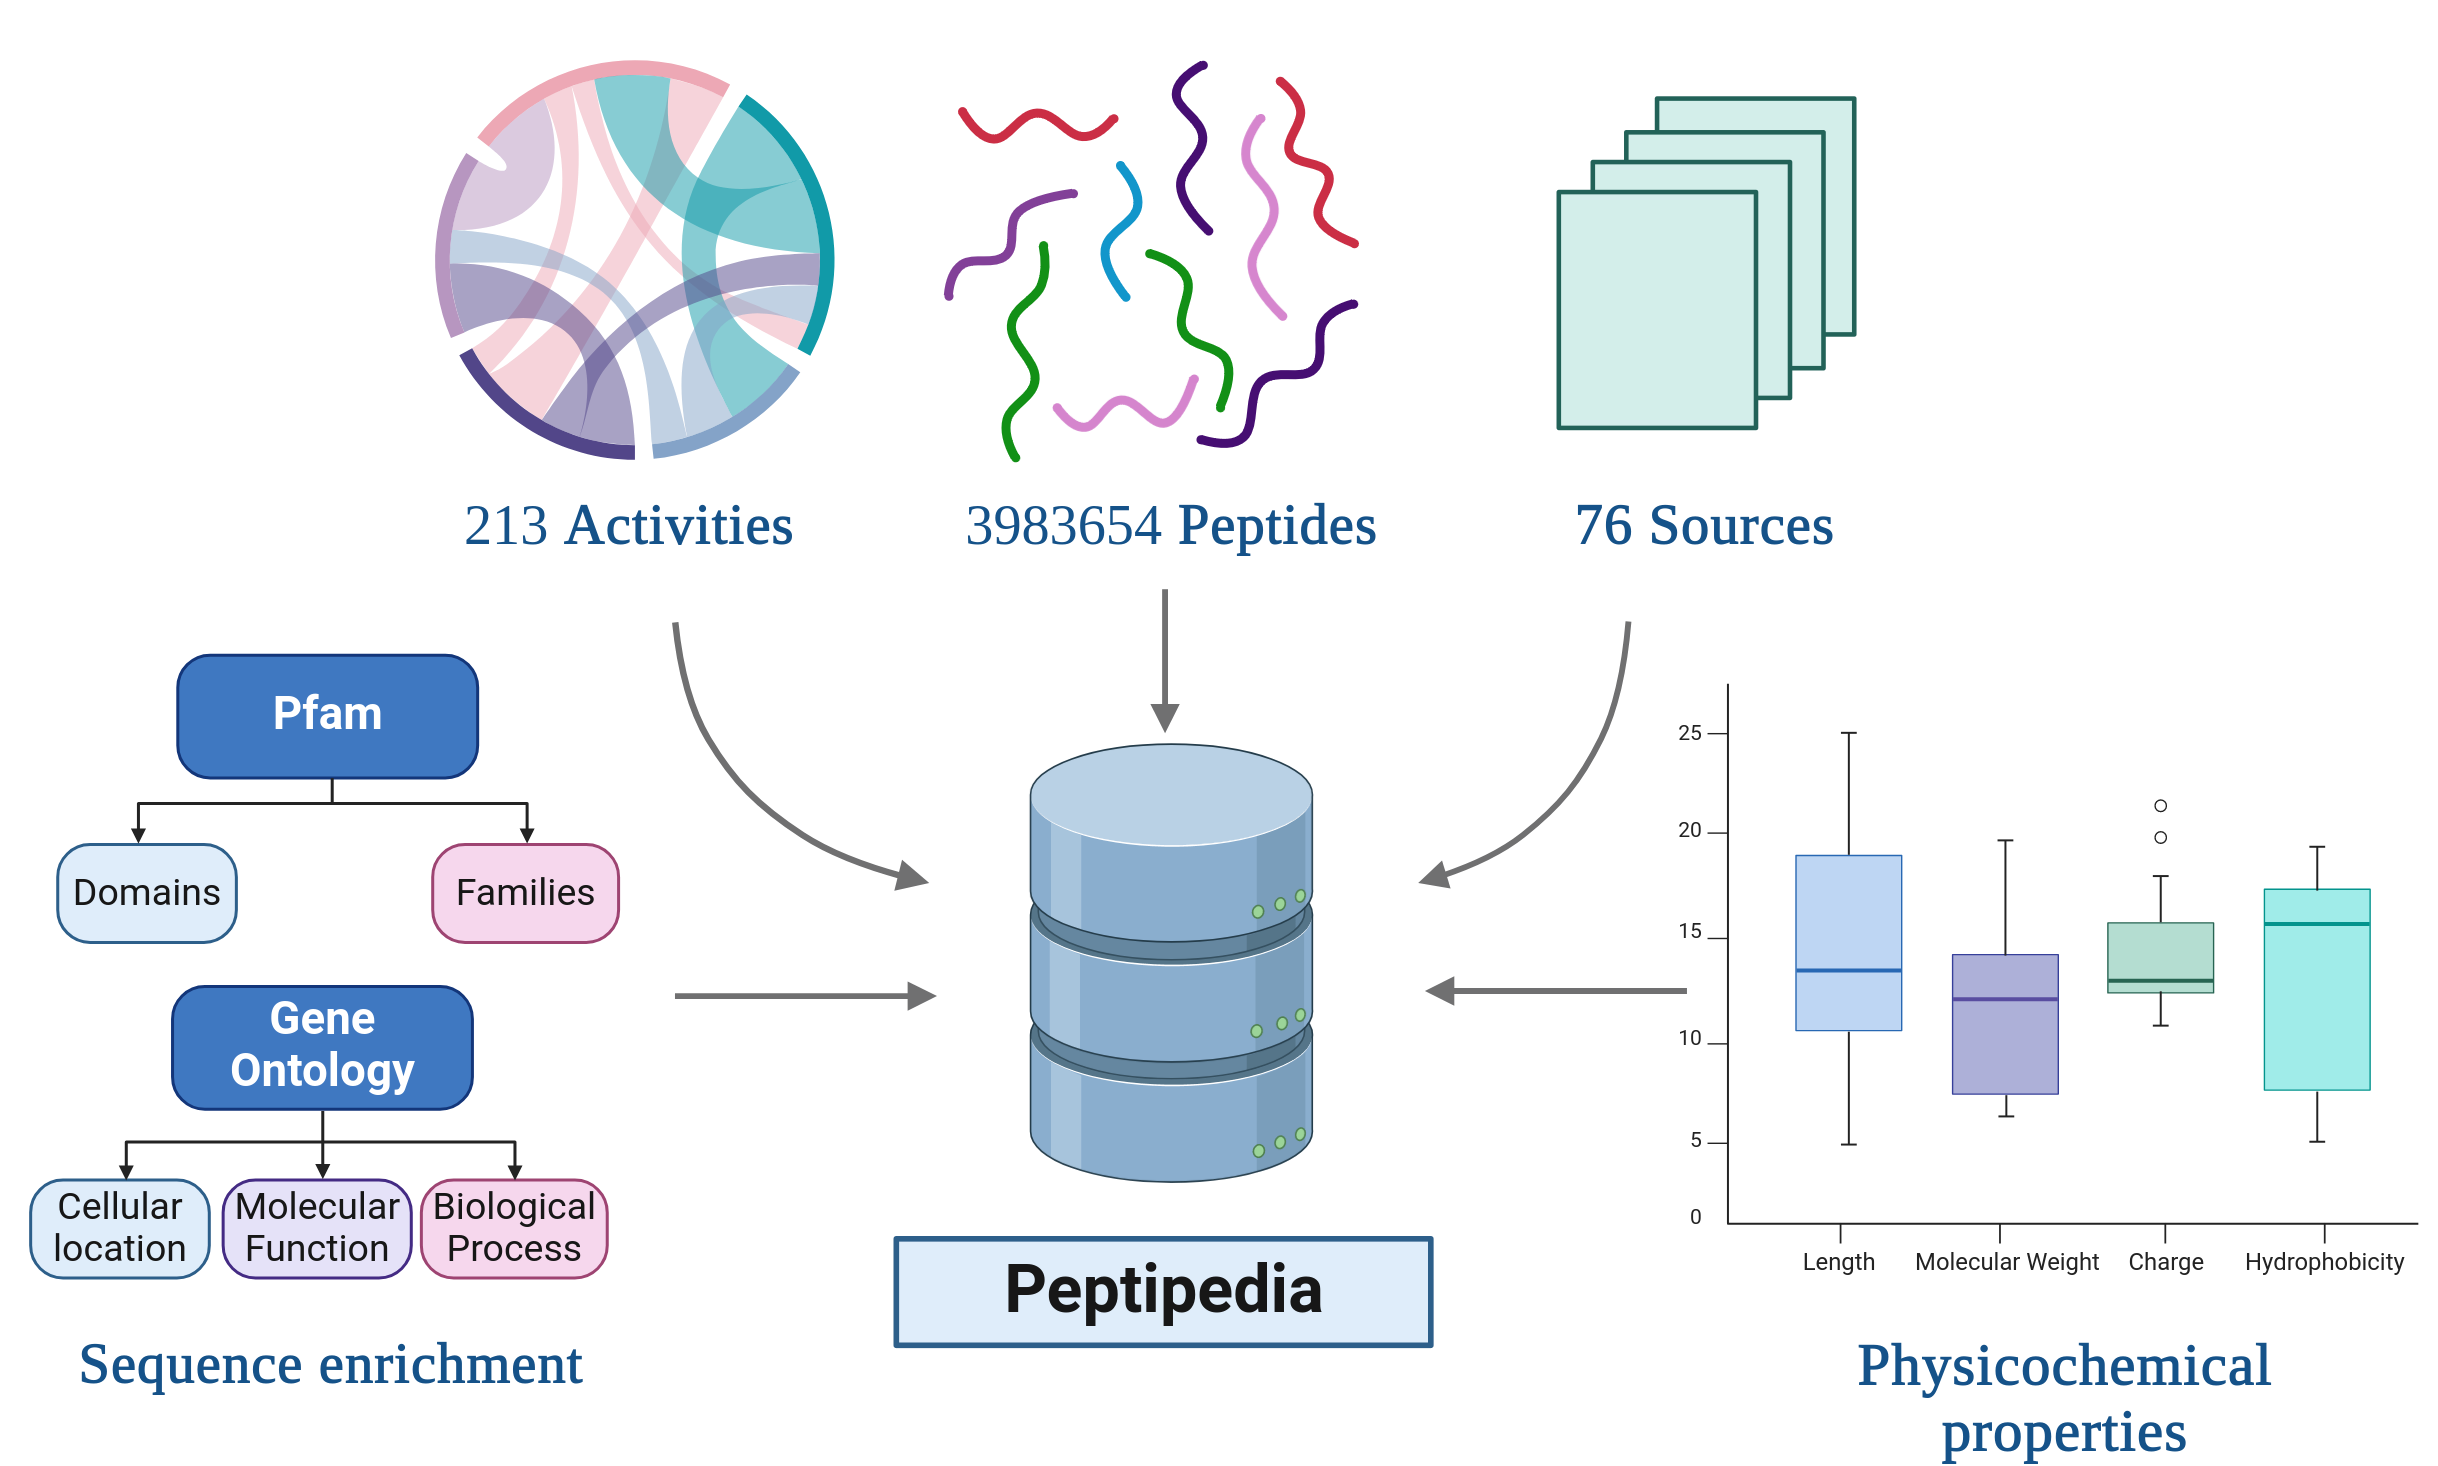 213 Activities
3983654 Peptides
76 Sources
Pfam
Domains
Families
Gene
Ontology
Cellular
location
Molecular
Function
Biological
Process
Sequence enrichment
Peptipedia
25
20
15
10
5
0
Length
Molecular Weight
Charge
Hydrophobicity
Physicochemical
properties